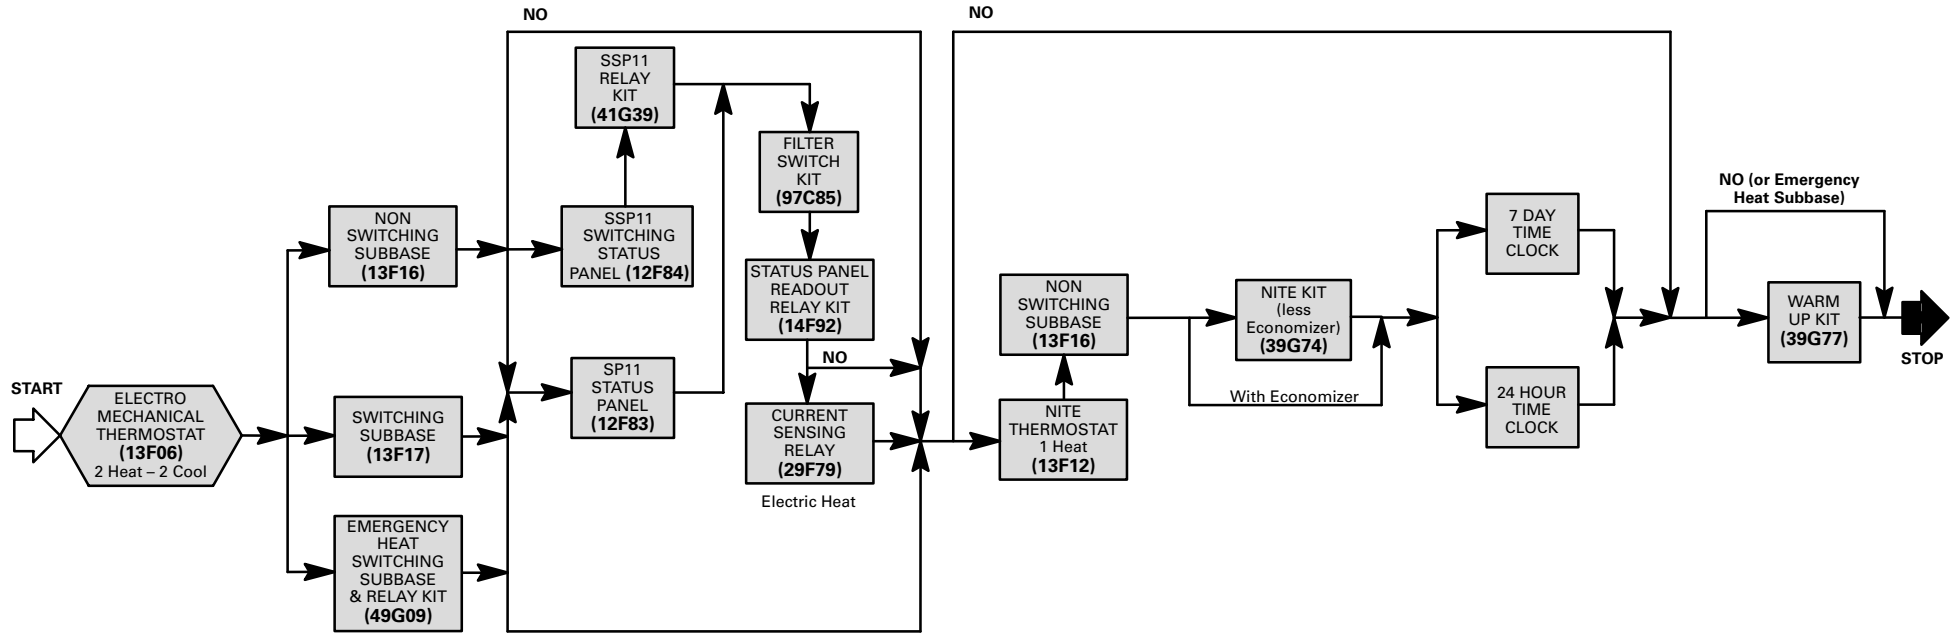 START
ELECTRO
MECHANICAL
THERMOSTAT
(13F06)
2 Heat – 2 Cool
NON
SWITCHING
SUBBASE
(13F16)
SWITCHING
SUBBASE
(13F17)
EMERGENCY
HEAT
SWITCHING
SUBBASE
& RELAY KIT
(49G09)
NO
SSP11
RELAY
KIT
(41G39)
SSP11
SWITCHING
STATUS
PANEL (12F84)
SP11
STATUS
PANEL
(12F83)
FILTER
SWITCH
KIT
(97C85)
STATUS PANEL
READOUT
RELAY KIT
(14F92)
NO
CURRENT
SENSING
RELAY
(29F79)
Electric Heat
NO
NON
SWITCHING
SUBBASE
(13F16)
NITE
THERMOSTAT
1 Heat
(13F12)
NITE KIT
(less
Economizer)
(39G74)
With Economizer
7 DAY
TIME
CLOCK
24 HOUR
TIME
CLOCK
NO (or Emergency
Heat Subbase)
WARM
UP KIT
(39G77)
STOP